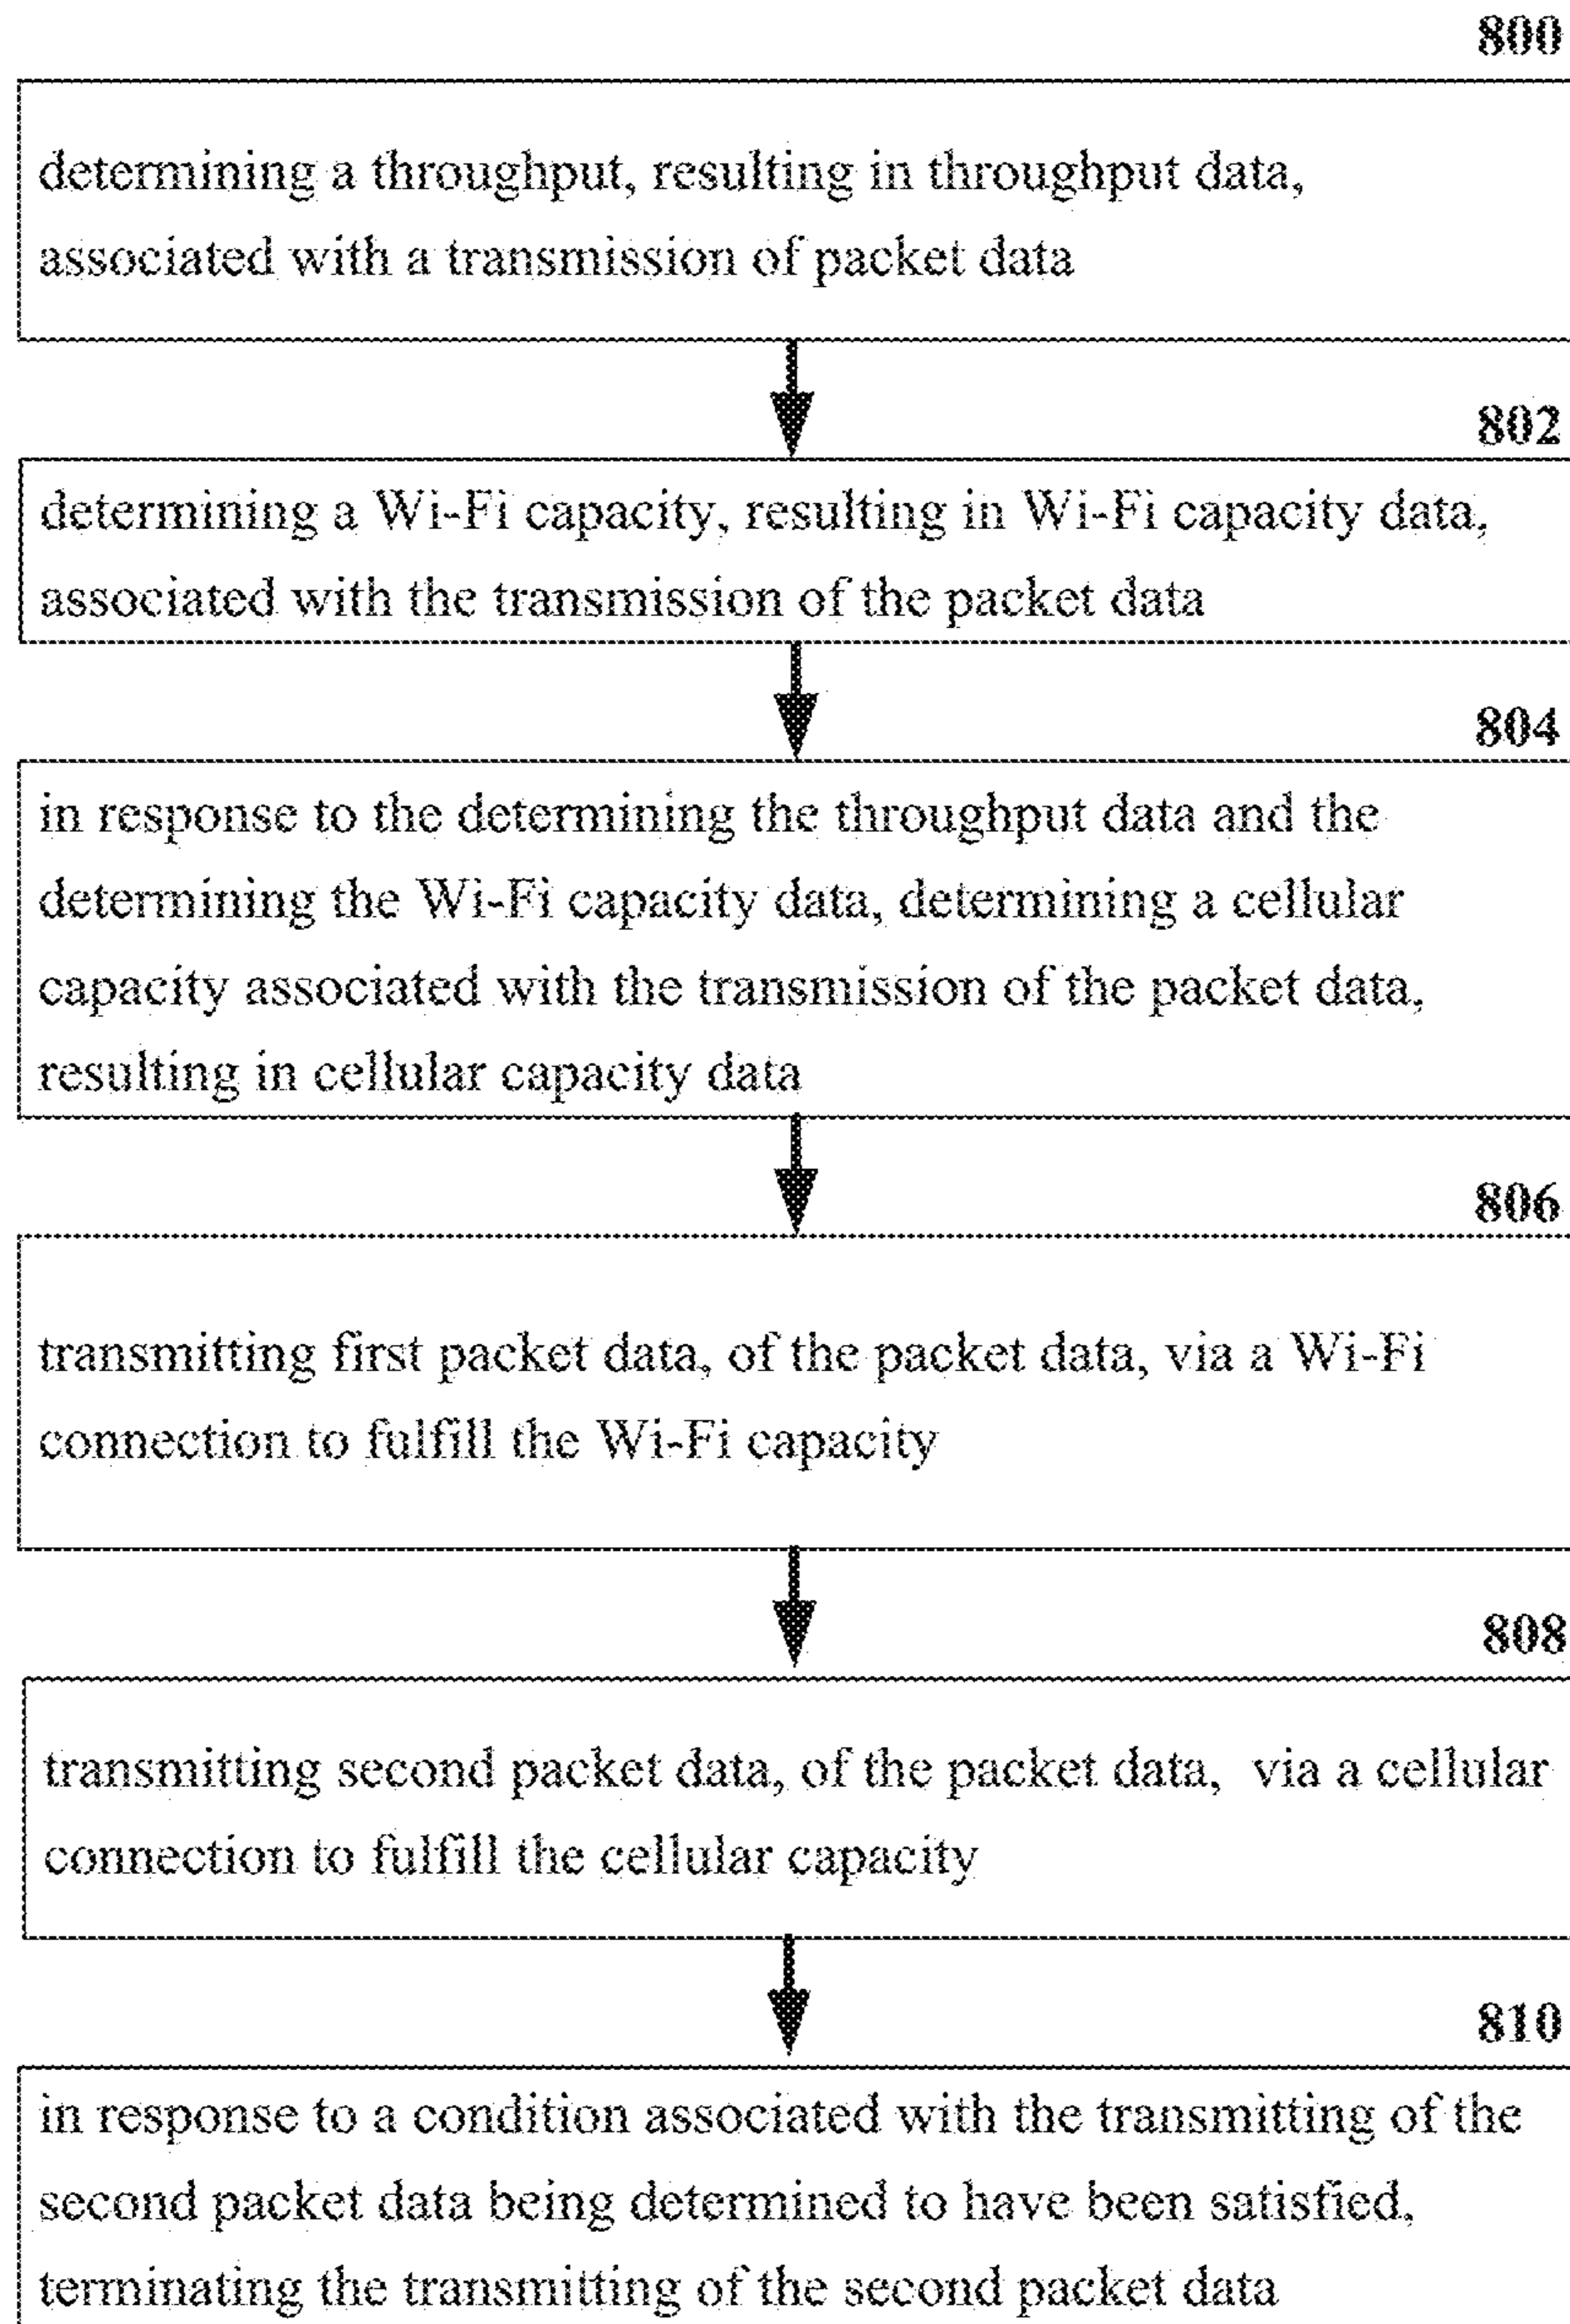 800
determining a throughput, resulting in throughput data,
associated with a transmission of packet data
802
determining a Wi-Fi capacity, resulting in Wi-Fi capacity data,
associated with the transmission of the packet data
804
in response to the determining the throughput data and the
determining the Wi-Fi capacity data, determining a cellular
capacity associated with the transmission of the packet data,
resulting in cellular capacity data
806
transmitting first packet data, of the packet data, via a Wi-Fi
connection to fulfill the Wi-Fi capacity
808
transmitting second packet data, of the packet data, via a cellular
connection to fulfill the cellular capacity
810
in response to a condition associated with the transmitting of the
second packet data being determined to have been satisfied,
terminating the transmitting of the second packet data